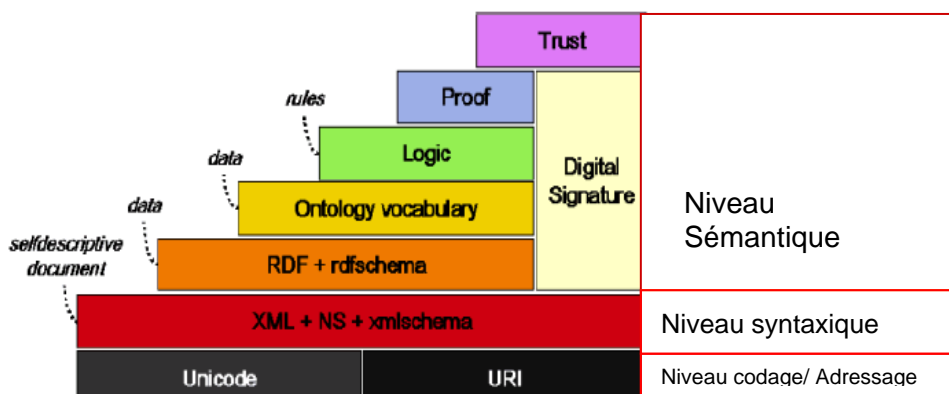 Trust
Proof
rules
Logic
data
Digital
Signature
Ontology vocabulary
data
RDF + rdfschema
selfdescriptive
document
XML + NS + xmlschema
Unicode
URI
Niveau
Sémantique
Niveau syntaxique
Niveau codage/ Adressage